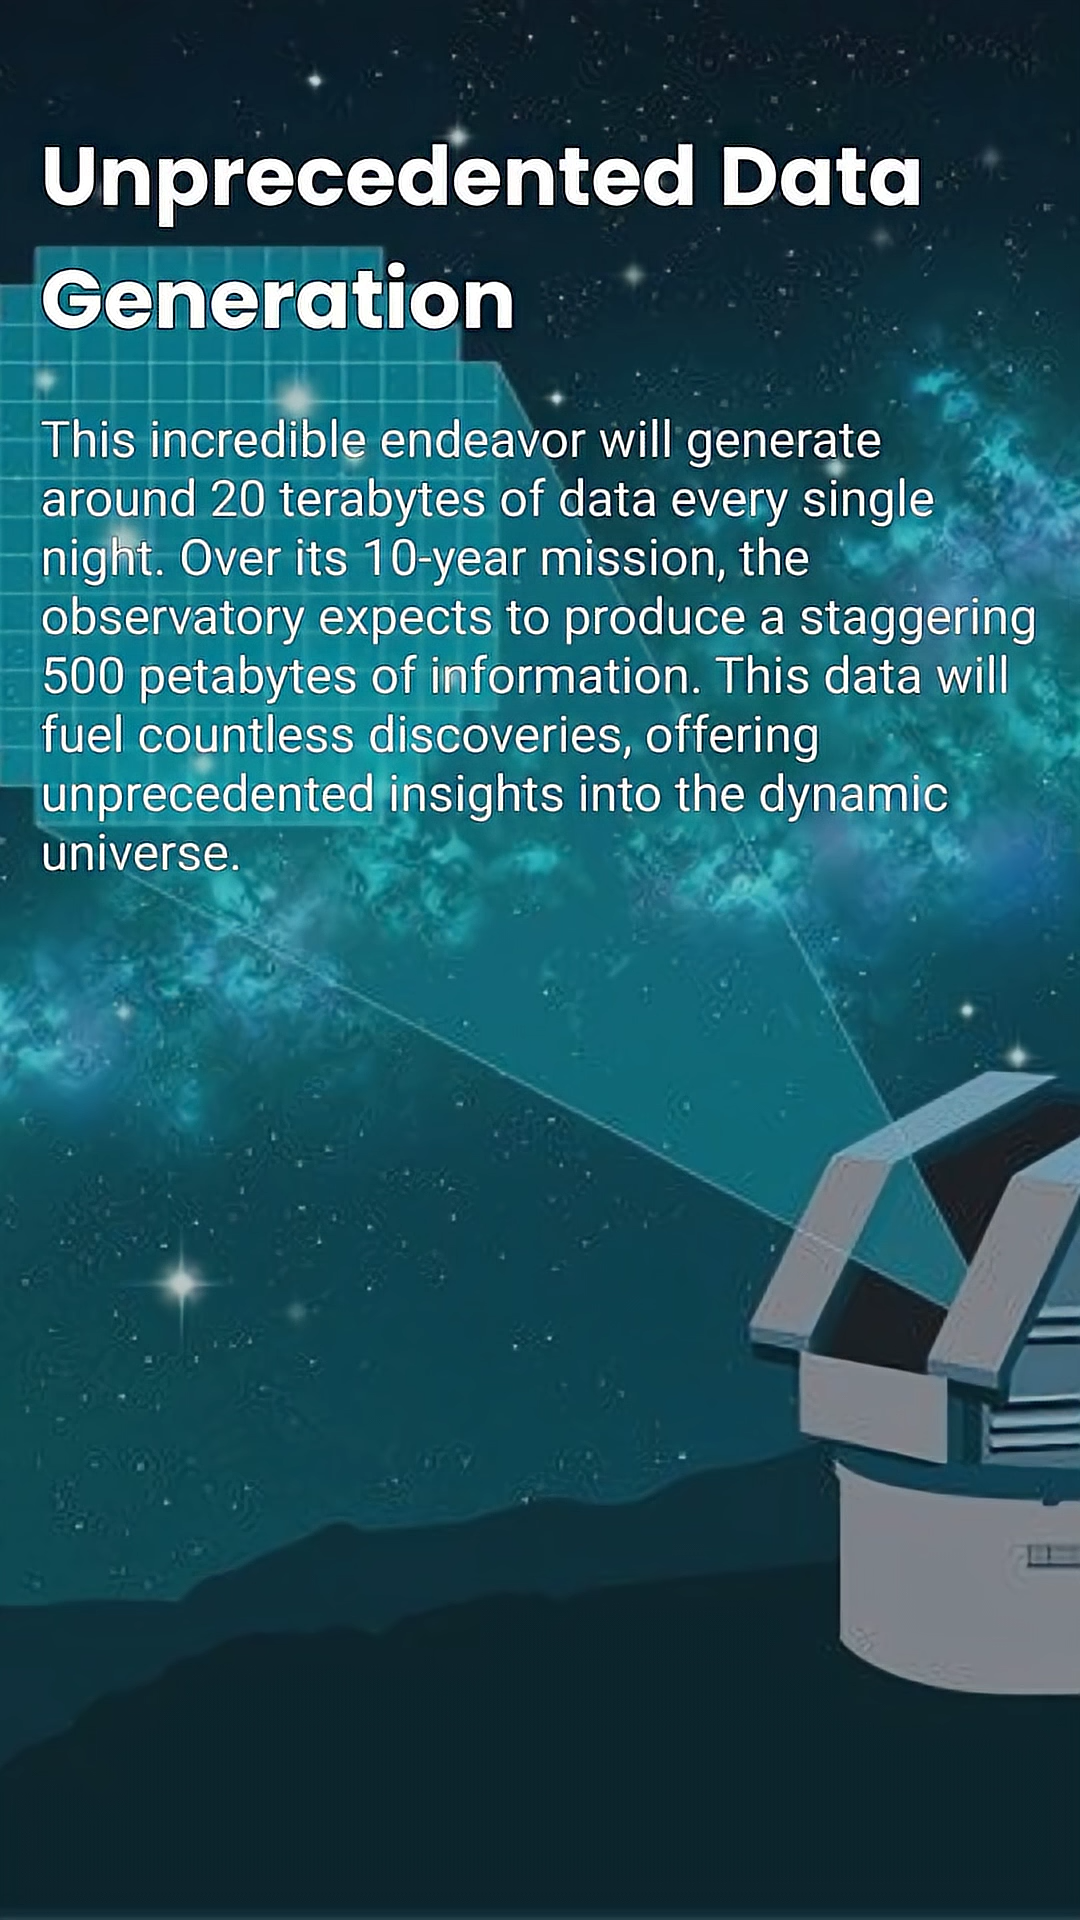 Unprecedented Data
Generation
This incredible endeavor will generate
around 20 terabytes of data every single
night. Over its 10-year mission, the
observatory expects to produce a staggering
500 petabytes of information. This data will
fuel countless discoveries, offering
unprecedented insights into the dynamic
universe.